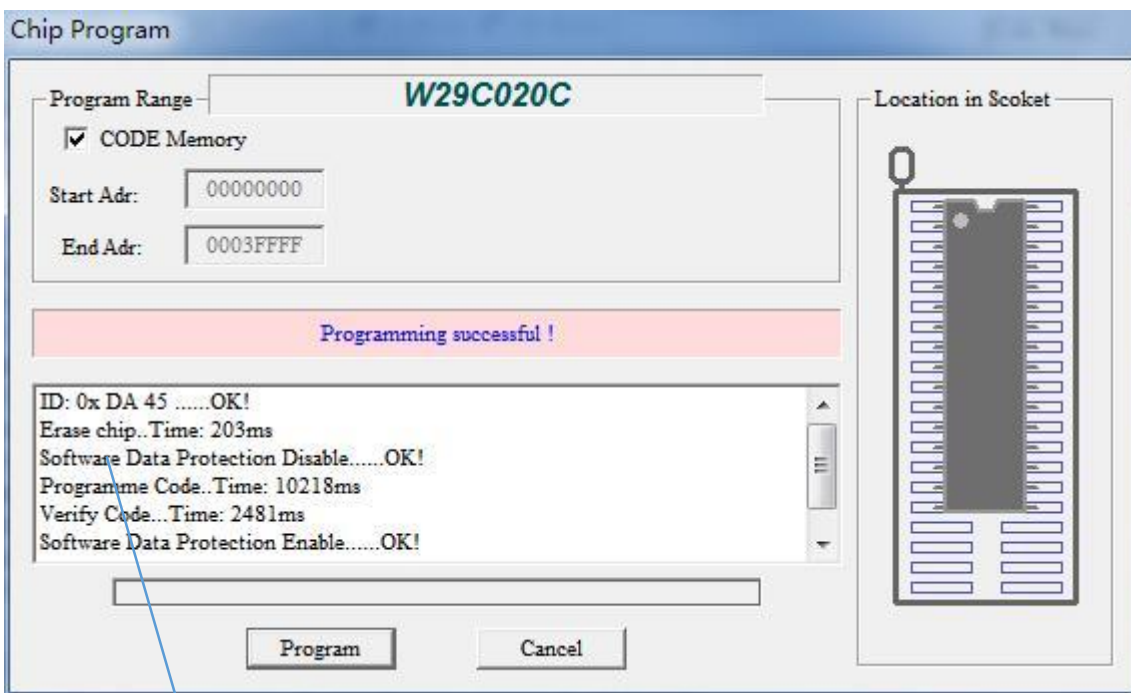 Chip Program
Program Range
W29C020C
Location in Scoket
CODE Memory
Start Adr:
00000000
End Adr:
0003FFFF
Programming successful !
ID: 0x DA 45 ......OK!
Erase chip..Time: 203ms
Software Data Protection Disable......OK!
Programme Code..Time: 10218ms
Verify Code...Time: 2481ms
Software Data Protection Enable......OK!
Program
Cancel